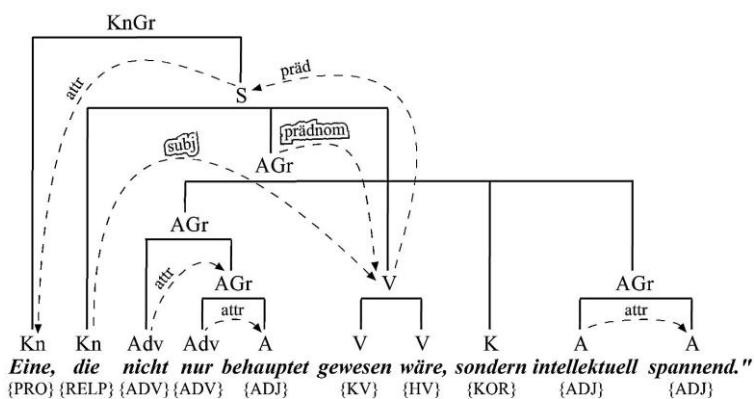 KnGr
attr
präd
S
subj
prädnom
AGr
AGr
attr
AGr
attr
V
AGr
attr
Kn Kn Adv Adv A V V K A A
Eine, die nicht nur behauptet gewesen wäre, sondern intellektuell spannend."
{PRO} {RELP} {ADV} {ADV} {ADJ} {KV} {HV} {KOR} {ADJ} {ADJ}